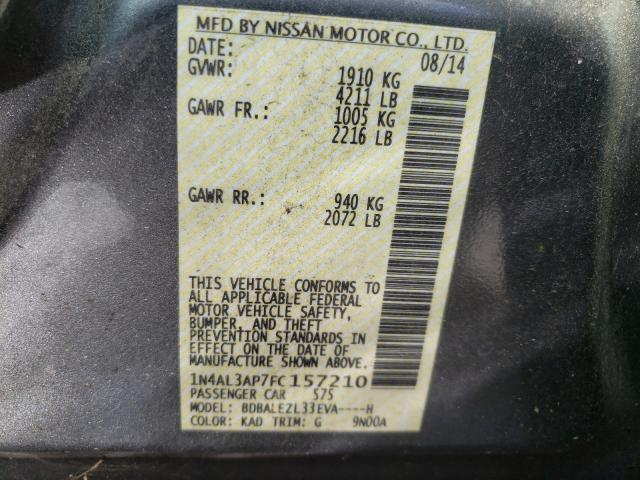 MFD BY NISSAN MOTOR CO., LTD.
DATE: 08/14
GVWR: 1910 KG
4211 LB
GAWR FR.: 1005 KG
2216 LB
GAWR RR.: 940 KG
2072 LB
THIS VEHICLE CONFORMS TO
ALL APPLICABLE FEDERAL
MOTOR VEHICLE SAFETY,
BUMPER, AND THEFT
PREVENTION STANDARDS IN
EFFECT ON THE DATE OF
MANUFACTURE SHOWN ABOVE.
1N4AL3AP7FC157210
PASSENGER CAR 575
MODEL: BDBALEZL33EVA----H
COLOR: KAD TRIM: G 9N00A